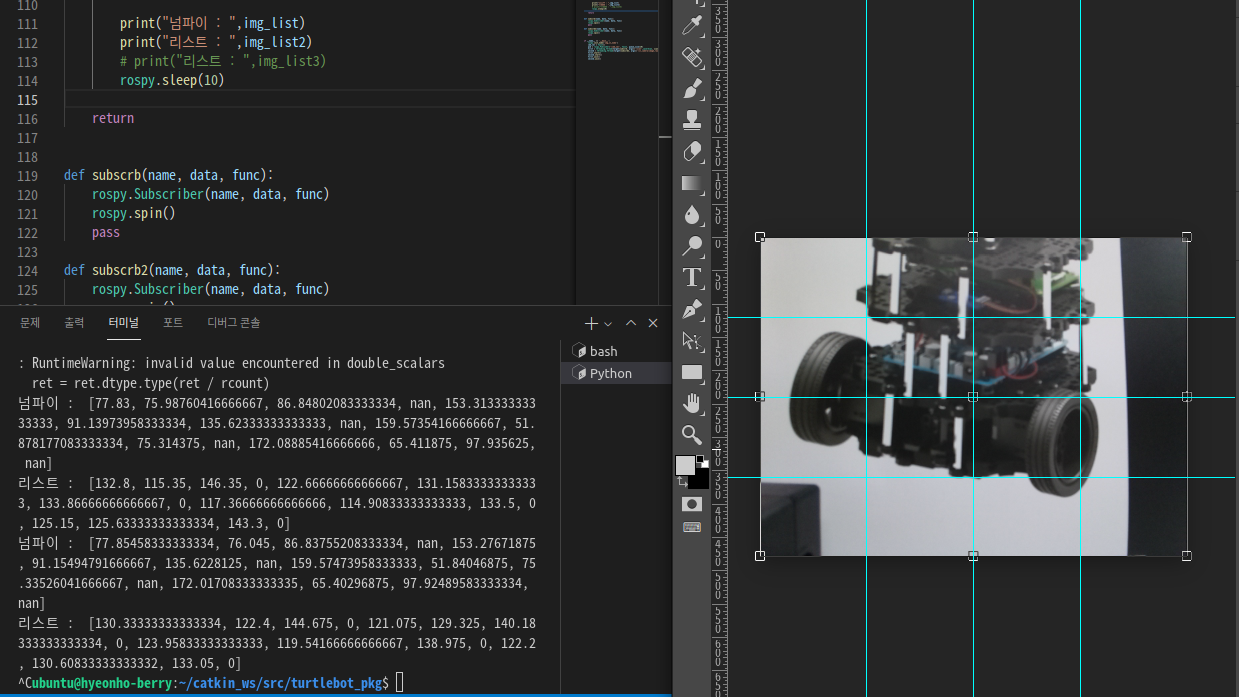 110
111 print("넘파이 : ",img_list)
112 print("리스트 : ",img_list2)
113 # print("리스트 : ",img_list3)
114 rospy.sleep(10)
115
116 return
117
118
119 def subscrb(name, data, func):
120 rospy.Subscriber(name, data, func)
121 rospy.spin()
122 pass
123
124 def subscrb2(name, data, func):
125 rospy.Subscriber(name, data, func)
문제 출력 터미널 포트 디버그 콘솔
bash
Python
: RuntimeWarning: invalid value encountered in double_scalars
ret = ret.dtype.type(ret / rcount)
넘파이 : [77.83, 75.98760416666667, 86.84802083333334, nan, 153.313333333
33333, 91.13973958333334, 135.62333333333333, nan, 159.57354166666667, 51.
878177083333334, 75.314375, nan, 172.08885416666666, 65.411875, 97.935625,
nan]
리스트 : [132.8, 115.35, 146.35, 0, 122.66666666666667, 131.1583333333333
3, 133.86666666666667, 0, 117.366666666666666, 114.90833333333333, 133.5, 0
, 125.15, 125.63333333333334, 143.3, 0]
넘파이 : [77.85458333333334, 76.045, 86.83755208333334, nan, 153.27671875
, 91.15494791666667, 135.6228125, nan, 159.57473958333333, 51.84046875, 75
.33526041666667, nan, 172.01708333333335, 65.40296875, 97.92489583333334,
nan]
리스트 : [130.33333333333334, 122.4, 144.675, 0, 121.075, 129.325, 140.18
333333333334, 0, 123.95833333333333, 119.54166666666667, 138.975, 0, 122.2
, 130.60833333333332, 133.05, 0]
^Cubuntu@hyeonho-berry:~/catkin_ws/src/turtlebot_pkg$